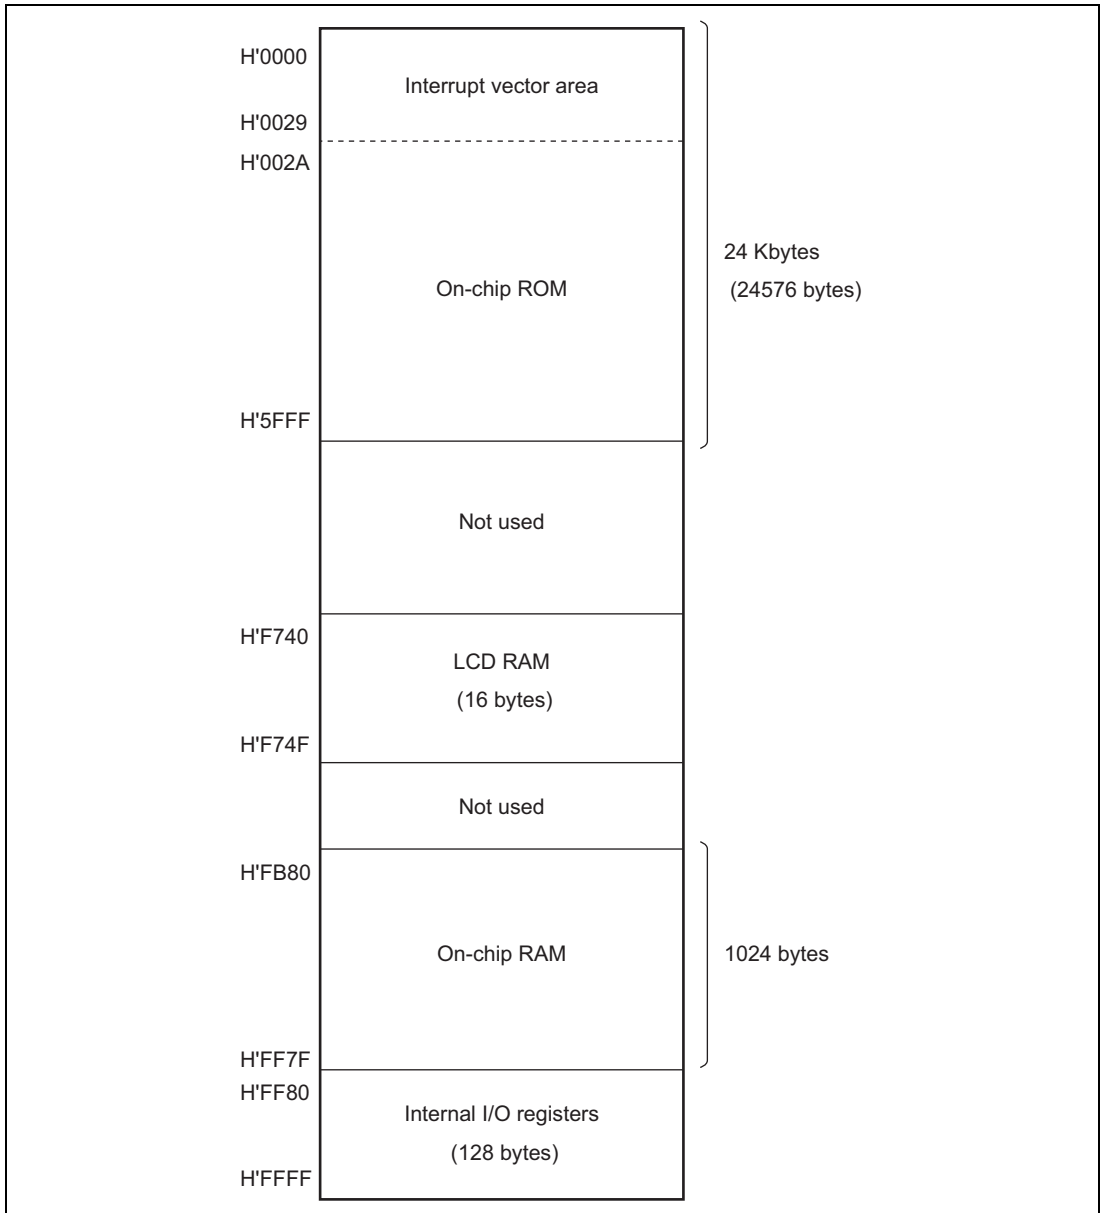 H'0000
Interrupt vector area
H'0029
H'002A
24 Kbytes
On-chip ROM
(24576 bytes)
H'5FFF
Not used
H'F740
LCD RAM
(16 bytes)
H'F74F
Not used
H'FB80
On-chip RAM
1024 bytes
H'FF7F
H'FF80
Internal I/O registers
(128 bytes)
H'FFFF